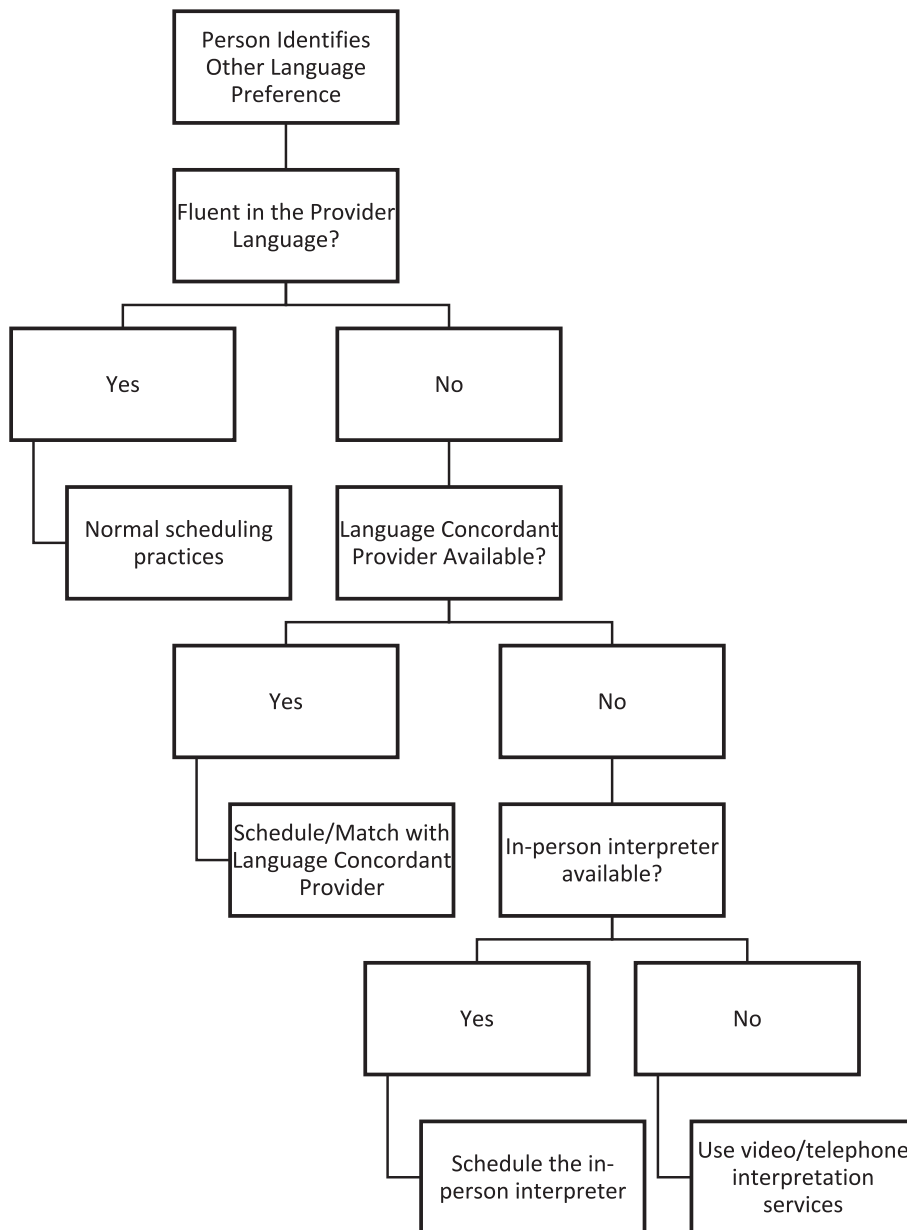 Person Identifies
Other Language
Preference
Fluent in the Provider
Language?
Yes
No
Normal scheduling
practices
Language Concordant
Provider Available?
Yes
No
Schedule/Match with
Language Concordant
Provider
In-person interpreter
available?
Yes
No
Schedule the in-
person interpreter
Use video/telephone
interpretation
services